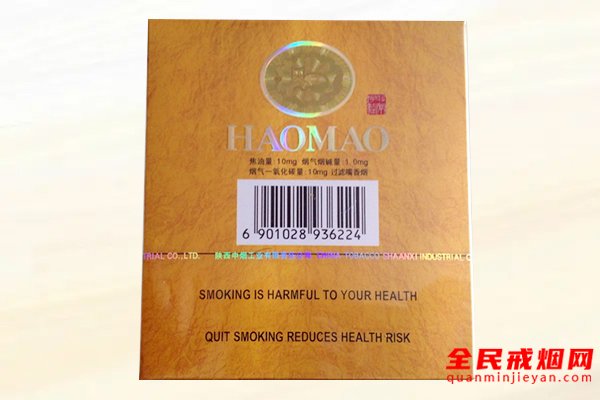 HAOMAO
焦油量:10mg 烟气烟碱量:1.0mg
烟气一氧化碳量:10mg 过滤嘴香烟
6 901028 936224
TRIAL CO.,LTD. 陕西中烟工业有限责任公司 CHINA TOBACCO SHAANXI INDUSTRIAL C
SMOKING IS HARMFUL TO YOUR HEALTH
QUIT SMOKING REDUCES HEALTH RISK
全民戒烟网
quanminjieyan.com